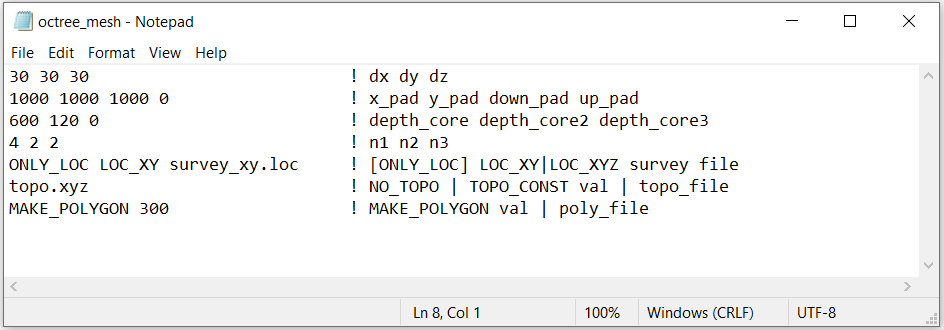 octree_mesh - Notepad
File Edit Format View Help
30 30 30 ! dx dy dz
1000 1000 1000 0 ! x_pad y_pad down_pad up_pad
600 120 0 ! depth_core depth_core2 depth_core3
4 2 2 ! n1 n2 n3
ONLY_LOC LOC_XY survey_xy.loc ! [ONLY_LOC] LOC_XY|LOC_XYZ survey file
topo.xyz ! NO_TOPO | TOPO_CONST val | topo_file
MAKE_POLYGON 300 ! MAKE_POLYGON val | poly_file
Ln 8, Col 1 100% Windows (CRLF) UTF-8